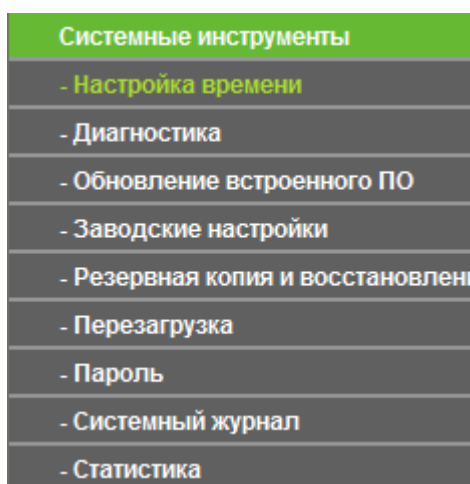 Системные инструменты
- Настройка времени
- Диагностика
- Обновление встроенного ПО
- Заводские настройки
- Резервная копия и восстановлени
- Перезагрузка
- Пароль
- Системный журнал
- Статистика